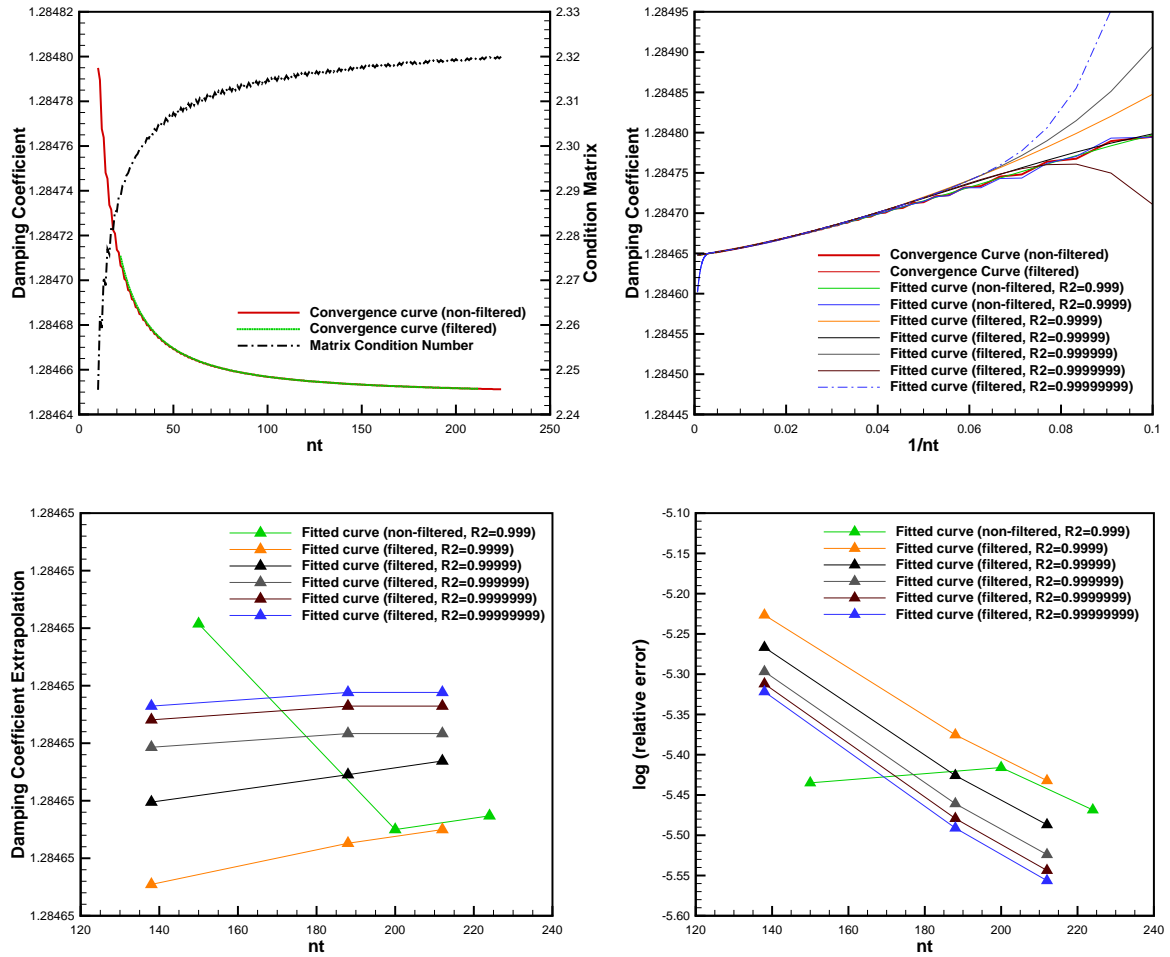 1.28482
1.28480
1.28478
1.28476
1.28474
1.28472
1.28470
1.28468
1.28466
1.28464
Damping Coefficient
2.33
2.32
2.31
2.30
2.29
2.28
2.27
2.26
2.25
2.24
Condition Matrix
Convergence curve (non-filtered)
Convergence curve (filtered)
Matrix Condition Number
0 50 100 150 200 250
nt
1.28495
1.28490
1.28485
1.28480
1.28475
1.28470
1.28465
1.28460
1.28455
1.28450
1.28445
Damping Coefficient
Convergence Curve (non-filtered)
Convergence Curve (filtered)
Fitted curve (non-filtered, R2=0.999)
Fitted curve (non-filtered, R2=0.9999)
Fitted curve (filtered, R2=0.9999)
Fitted curve (filtered, R2=0.99999)
Fitted curve (filtered, R2=0.999999)
Fitted curve (filtered, R2=0.9999999)
Fitted curve (filtered, R2=0.99999999)
0 0.02 0.04 0.06 0.08 0.1
1/nt
1.28465
1.28465
1.28465
1.28465
1.28465
1.28465
1.28465
1.28465
Damping Coefficient Extrapolation
Fitted curve (non-filtered, R2=0.999)
Fitted curve (filtered, R2=0.9999)
Fitted curve (filtered, R2=0.99999)
Fitted curve (filtered, R2=0.999999)
Fitted curve (filtered, R2=0.9999999)
Fitted curve (filtered, R2=0.99999999)
120 140 160 180 200 220 240
nt
-5.10
-5.15
-5.20
-5.25
-5.30
-5.35
-5.40
-5.45
-5.50
-5.55
-5.60
log (relative error)
Fitted curve (non-filtered, R2=0.999)
Fitted curve (filtered, R2=0.9999)
Fitted curve (filtered, R2=0.99999)
Fitted curve (filtered, R2=0.999999)
Fitted curve (filtered, R2=0.9999999)
Fitted curve (filtered, R2=0.99999999)
120 140 160 180 200 220 240
nt